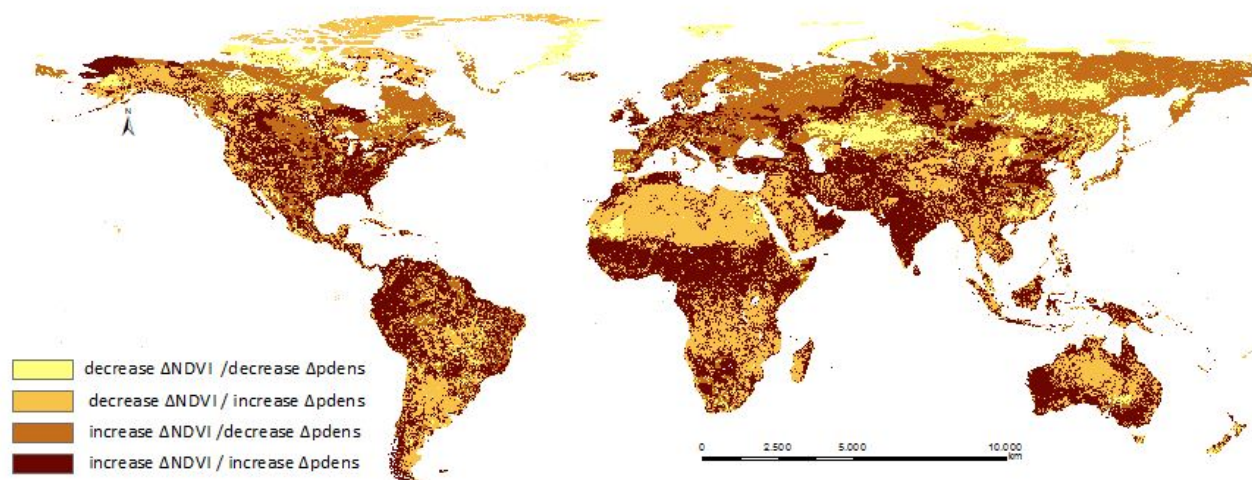 N
decrease ΔNDVI /decrease Δpdens
decrease ΔNDVI / increase Δpdens
increase ΔNDVI /decrease Δpdens
increase ΔNDVI / increase Δpdens
0 2.500 5.000 10.000
km